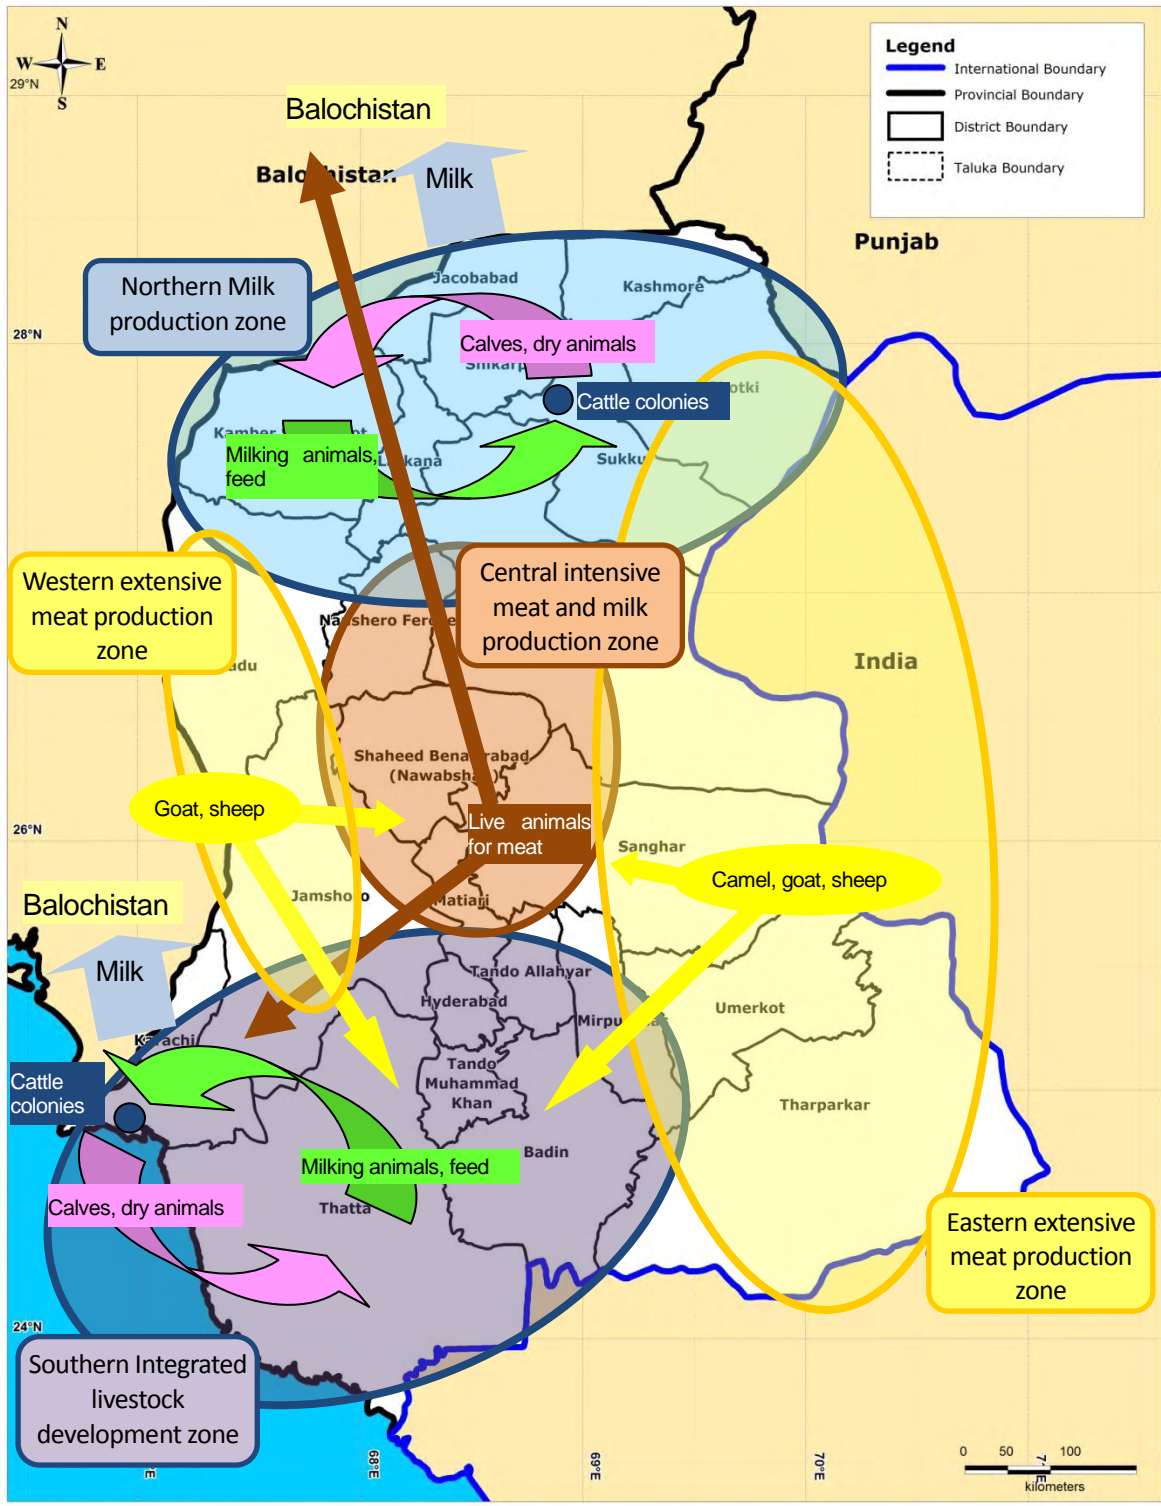 N
W
E
S
29°N
Balochistan
Balochistan
Milk
Legend
International Boundary
Provincial Boundary
District Boundary
Taluka Boundary
Punjab
Northern Milk
production zone
Jacobabad
Kashmore
28°N
Calves, dry animals
Cattle colonies
Milking animals,
feed
Western extensive
meat production
zone
Central intensive
meat and milk
production zone
India
Shaheed Benazirabad
(Nawabshah)
Goat, sheep
26°N
Live animals
for meat
Sanghar
Camel, goat, sheep
Jamshoro
Matiari
Balochistan
Milk
Tando Allahyar
Hyderabad
Umerkot
Karachi
Cattle
colonies
Tando
Muhammad
Khan
Tharparkar
Badin
Milking animals, feed
Thatta
Calves, dry animals
Eastern extensive
meat production
zone
24°N
Southern Integrated
livestock
development zone
68°E
69°E
70°E
0 50 100
kilometers